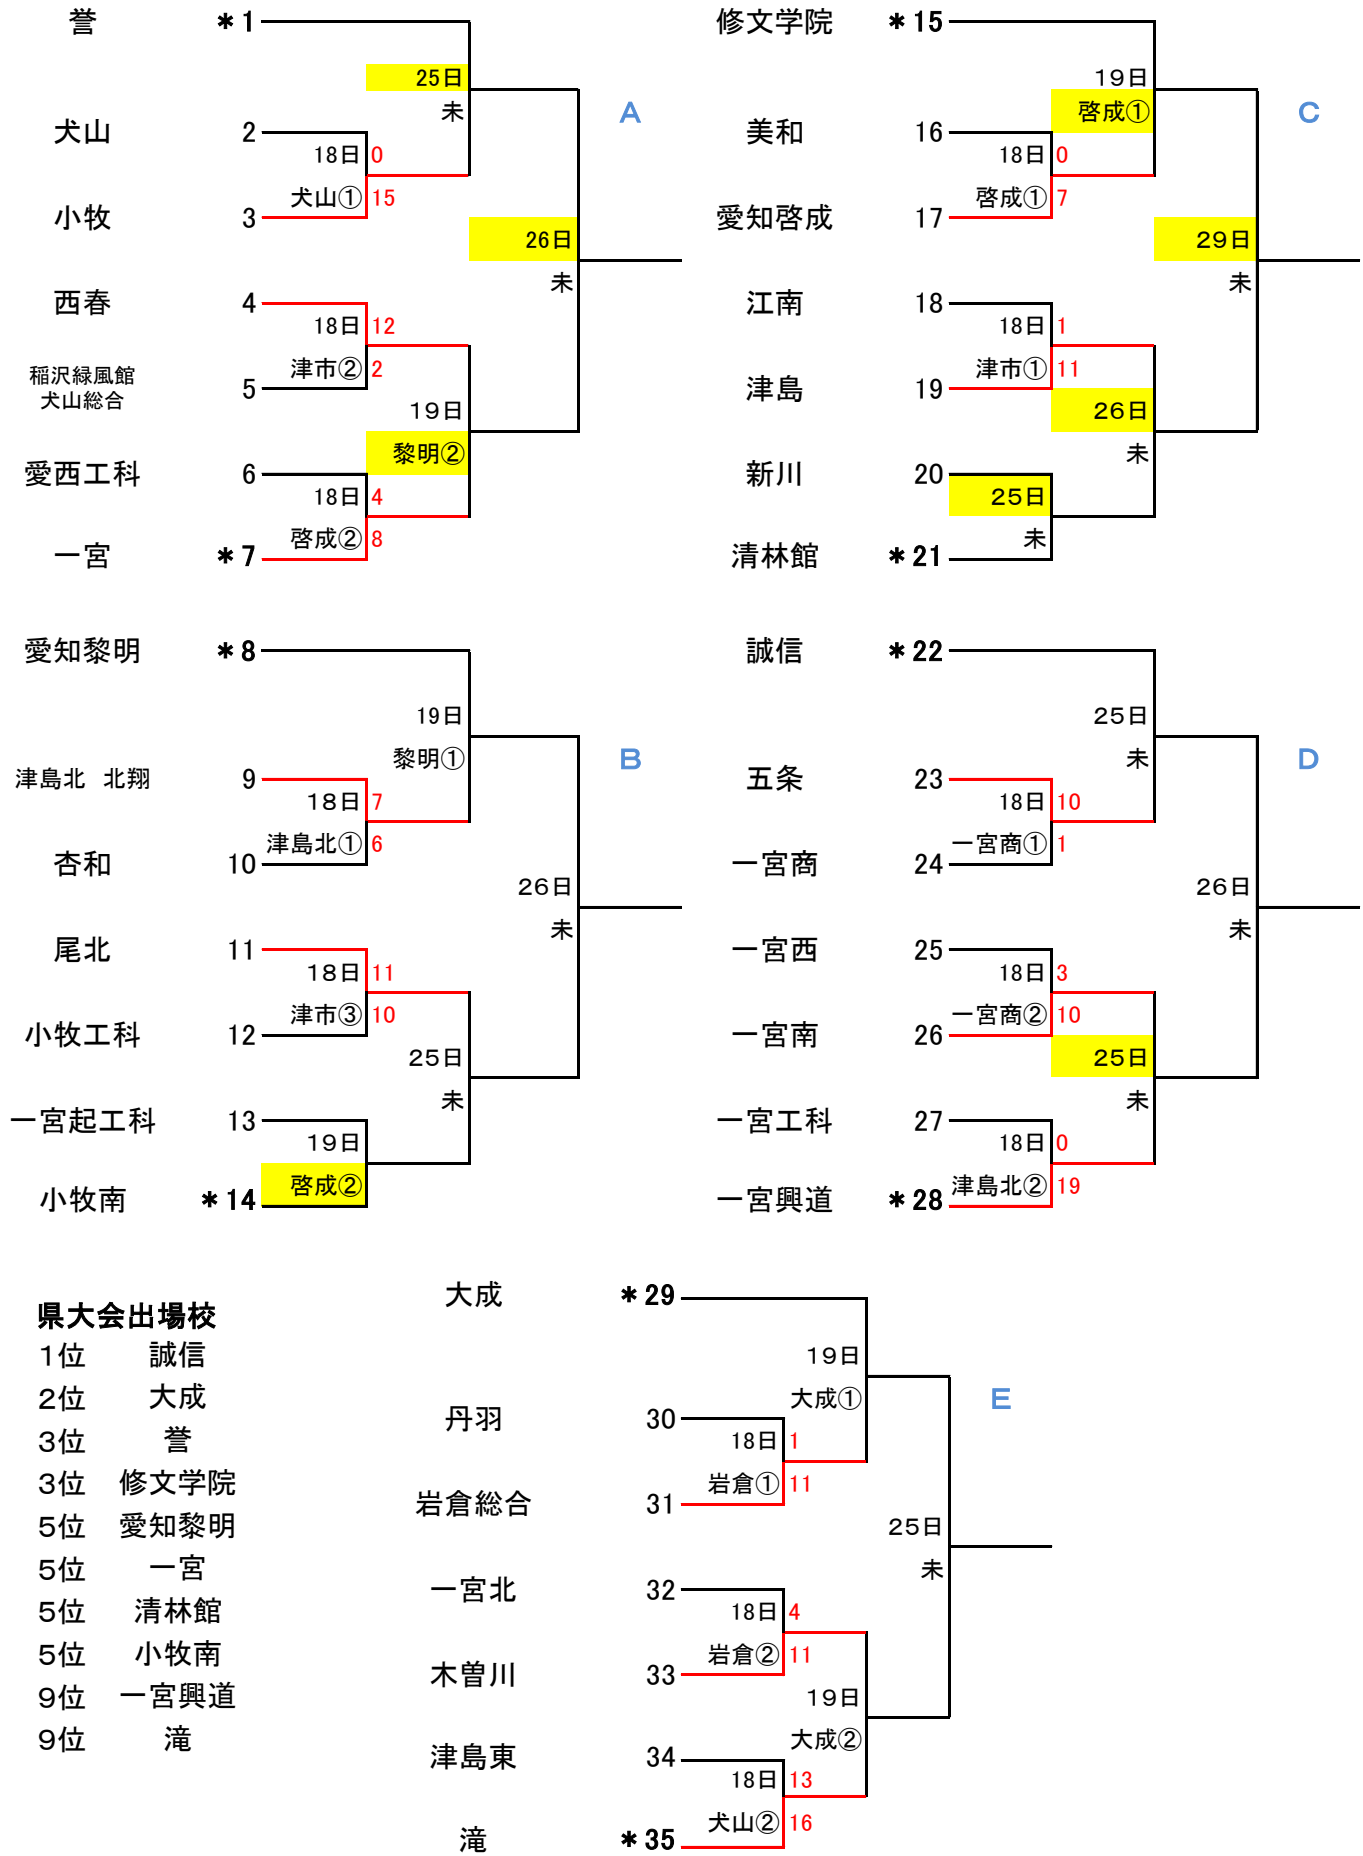 誉 ＊1
25日
未
A
犬山 2
18日 0
犬山① 15
小牧 3
26日
未
西春 4
18日 12
津市② 2
稲沢緑風館
犬山総合
5
19日
黎明②
愛西工科 6
18日 4
啓成② 8
一宮 ＊7
修文学院 ＊15
19日
啓成①
C
美和 16
18日 0
啓成① 7
愛知啓成 17
29日
未
江南 18
18日 1
津市① 11
津島 19
26日
未
新川 20
25日
未
清林館 ＊21
愛知黎明 ＊8
19日
黎明①
B
津島北 北翔 9
18日 7
津島北① 6
杏和 10
26日
未
尾北 11
18日 11
津市③ 10
小牧工科 12
25日
未
一宮起工科 13
19日
啓成②
小牧南 ＊14
誠信 ＊22
25日
未
D
五条 23
18日 10
一宮商① 1
一宮商 24
26日
未
一宮西 25
18日 3
一宮商② 10
一宮南 26
25日
未
一宮工科 27
18日 0
津島北② 19
一宮興道 ＊28
県大会出場校
1位 誠信
2位 大成
3位 誉
3位 修文学院
5位 愛知黎明
5位 一宮
5位 清林館
5位 小牧南
9位 一宮興道
9位 滝
大成 ＊29
19日
大成①
E
丹羽 30
18日 1
岩倉① 11
岩倉総合 31
25日
未
一宮北 32
18日 4
岩倉② 11
木曽川 33
19日
大成②
津島東 34
18日 13
犬山② 16
滝 ＊35